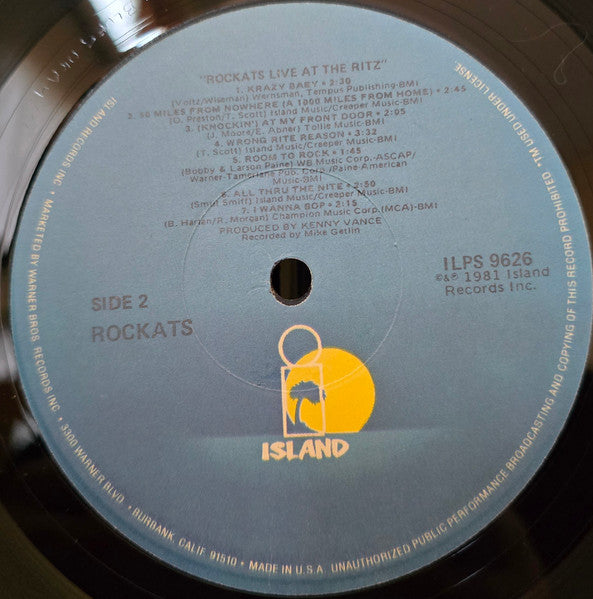 "ROCKATS LIVE AT THE RITZ"
1. KRAZY BABY • 2:30
(Voltz/Wiseman) Wernsman, Tempus Publishing-BMI
2. 50 MILES FROM NOWHERE (A 1000 MILES FROM HOME) • 2:45
(D. Preston/T. Scott) Island Music/Creeper Music-BMI
3. (KNOCKIN') AT MY FRONT DOOR • 3:05
(J. Moore/E. Abner) Tollie Music-BMI
4. WRONG RITE REASON • 3:32
(T. Scott) Island Music/Creeper Music-BMI
5. ROOM TO ROCK • 1:45
(Bobby & Larson Paine) WB Music Corp.-ASCAP/
Warner-Tamerlane Pub. Corp./Paine American
Music-BMI
6. ALL THRU THE NITE • 2:50
(Smut Smiff) Island Music/Creeper Music-BMI
7. I WANNA BOP • 2:15
(B. Harren/R. Morgan) Champion Music Corp.(MCA)-BMI
PRODUCED BY KENNY VANCE
Recorded by Mike Getlin
SIDE 2
ROCKATS
ILPS 9626
©&℗ 1981 Island
Records Inc.
ISLAND
ISLAND RECORDS INC. • MARKETED BY WARNER BROS. RECORDS INC. • 3300 WARNER BLVD. • BURBANK, CALIF. 91510 • MADE IN U.S.A. UNAUTHORIZED PUBLIC PERFORMANCE BROADCASTING AND COPYING OF THIS RECORD PROHIBITED • TM USED UNDER LICENSE.